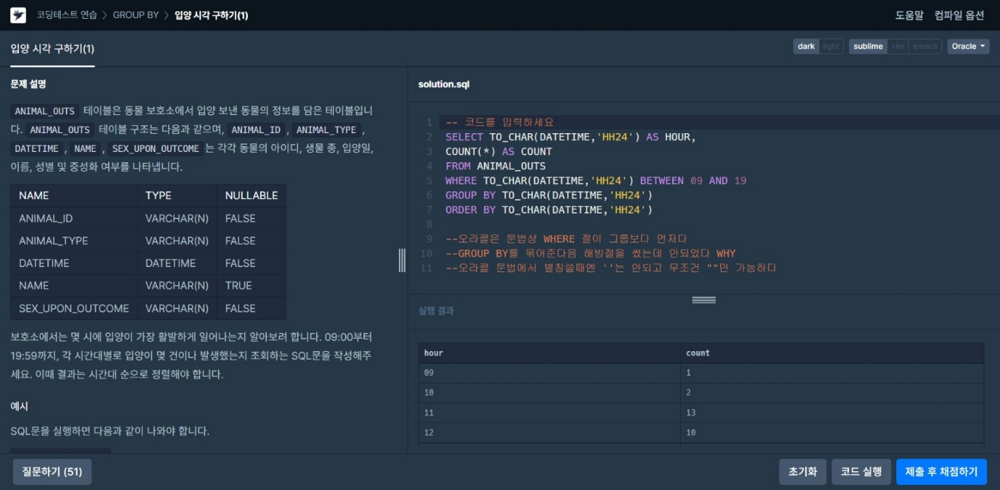 코딩테스트 연습 〉 GROUP BY 〉 입양 시각 구하기(1)
도움말 컴파일 옵션
입양 시각 구하기(1)
dark light sublime vim emacs Oracle
문제 설명
ANIMAL_OUTS 테이블은 동물 보호소에서 입양 보낸 동물의 정보를 담은 테이블입니
다. ANIMAL_OUTS 테이블 구조는 다음과 같으며, ANIMAL_ID , ANIMAL_TYPE ,
DATETIME , NAME , SEX_UPON_OUTCOME 는 각각 동물의 아이디, 생물 종, 입양일,
이름, 성별 및 중성화 여부를 나타냅니다.
NAME TYPE NULLABLE
ANIMAL_ID VARCHAR(N) FALSE
ANIMAL_TYPE VARCHAR(N) FALSE
DATETIME DATETIME FALSE
NAME VARCHAR(N) TRUE
SEX_UPON_OUTCOME VARCHAR(N) FALSE
보호소에서는 몇 시에 입양이 가장 활발하게 일어나는지 알아보려 합니다. 09:00부터
19:59까지, 각 시간대별로 입양이 몇 건이나 발생했는지 조회하는 SQL문을 작성해주
세요. 이때 결과는 시간대 순으로 정렬해야 합니다.
예시
SQL문을 실행하면 다음과 같이 나와야 합니다.
solution.sql
1 -- 코드를 입력하세요
2 SELECT TO_CHAR(DATETIME,'HH24') AS HOUR,
3 COUNT(*) AS COUNT
4 FROM ANIMAL_OUTS
5 WHERE TO_CHAR(DATETIME,'HH24') BETWEEN 09 AND 19
6 GROUP BY TO_CHAR(DATETIME,'HH24')
7 ORDER BY TO_CHAR(DATETIME,'HH24')
8
9 --오라클은 문법상 WHERE 절이 그룹보다 먼저다
10 --GROUP BY를 묶어준다음 해빙절을 썼는데 안되었다 WHY
11 --오라클 문법에서 별칭쓸때엔 ''는 안되고 무조건 ""만 가능하다
실행 결과
hour count
09 1
10 2
11 13
12 10
질문하기 (51)
초기화 코드 실행 제출 후 채점하기